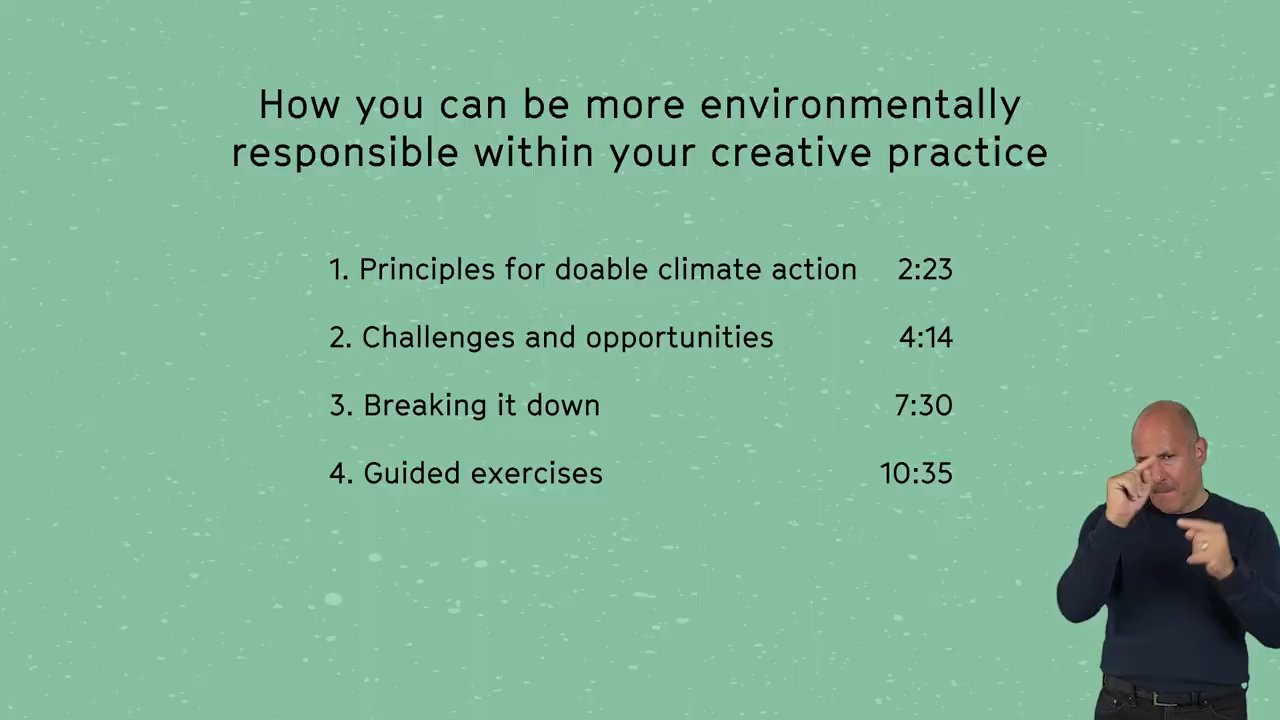 How you can be more environmentally
responsible within your creative practice
1. Principles for doable climate action 2:23
2. Challenges and opportunities 4:14
3. Breaking it down 7:30
4. Guided exercises 10:35